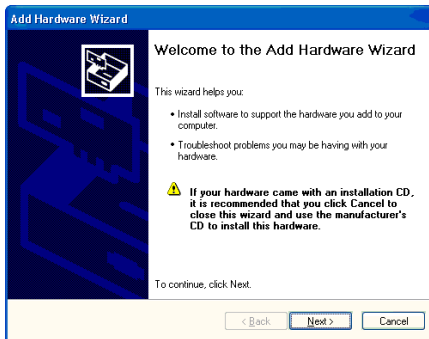 Add Hardware Wizard
Welcome to the Add Hardware Wizard
This wizard helps you:
• Install software to support the hardware you add to your
computer.
• Troubleshoot problems you may be having with your
hardware.
If your hardware came with an installation CD,
it is recommended that you click Cancel to
close this wizard and use the manufacturer's
CD to install this hardware.
To continue, click Next.
< Back Next > Cancel